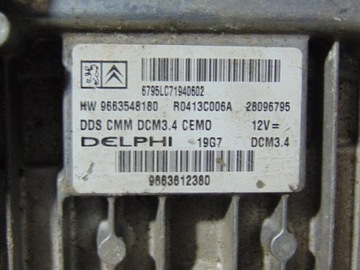 6795LC71940602
HW 9663548180 R0413C006A 28096795
DDS CMM DCM3.4 CEMO 12V=
DELPHI 19G7 DCM3.4
9663612380